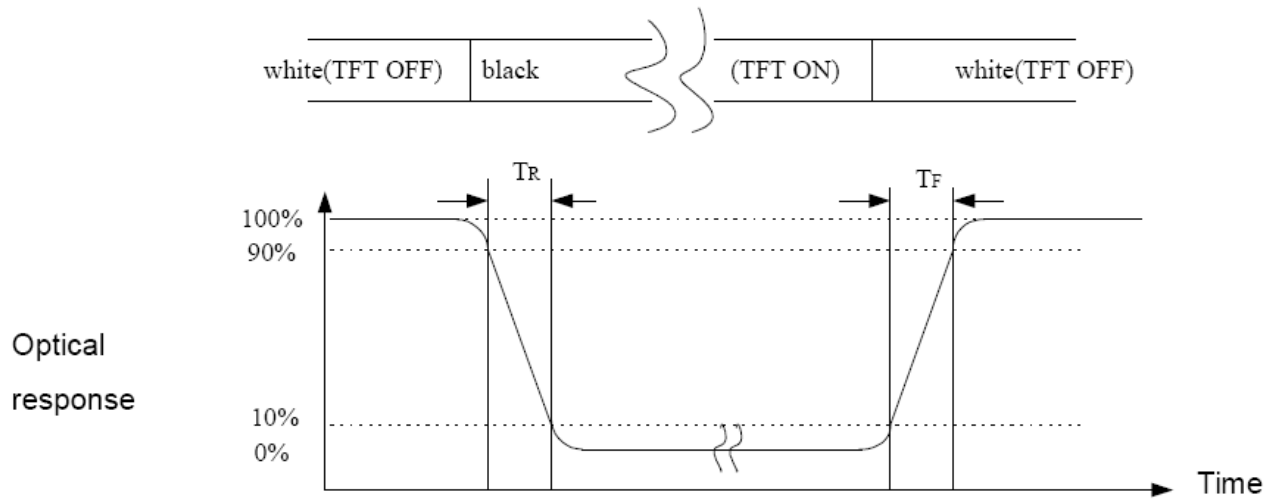 white(TFT OFF) black (TFT ON) white(TFT OFF)
TR TF
100%
90%
Optical
response
10%
0%
Time